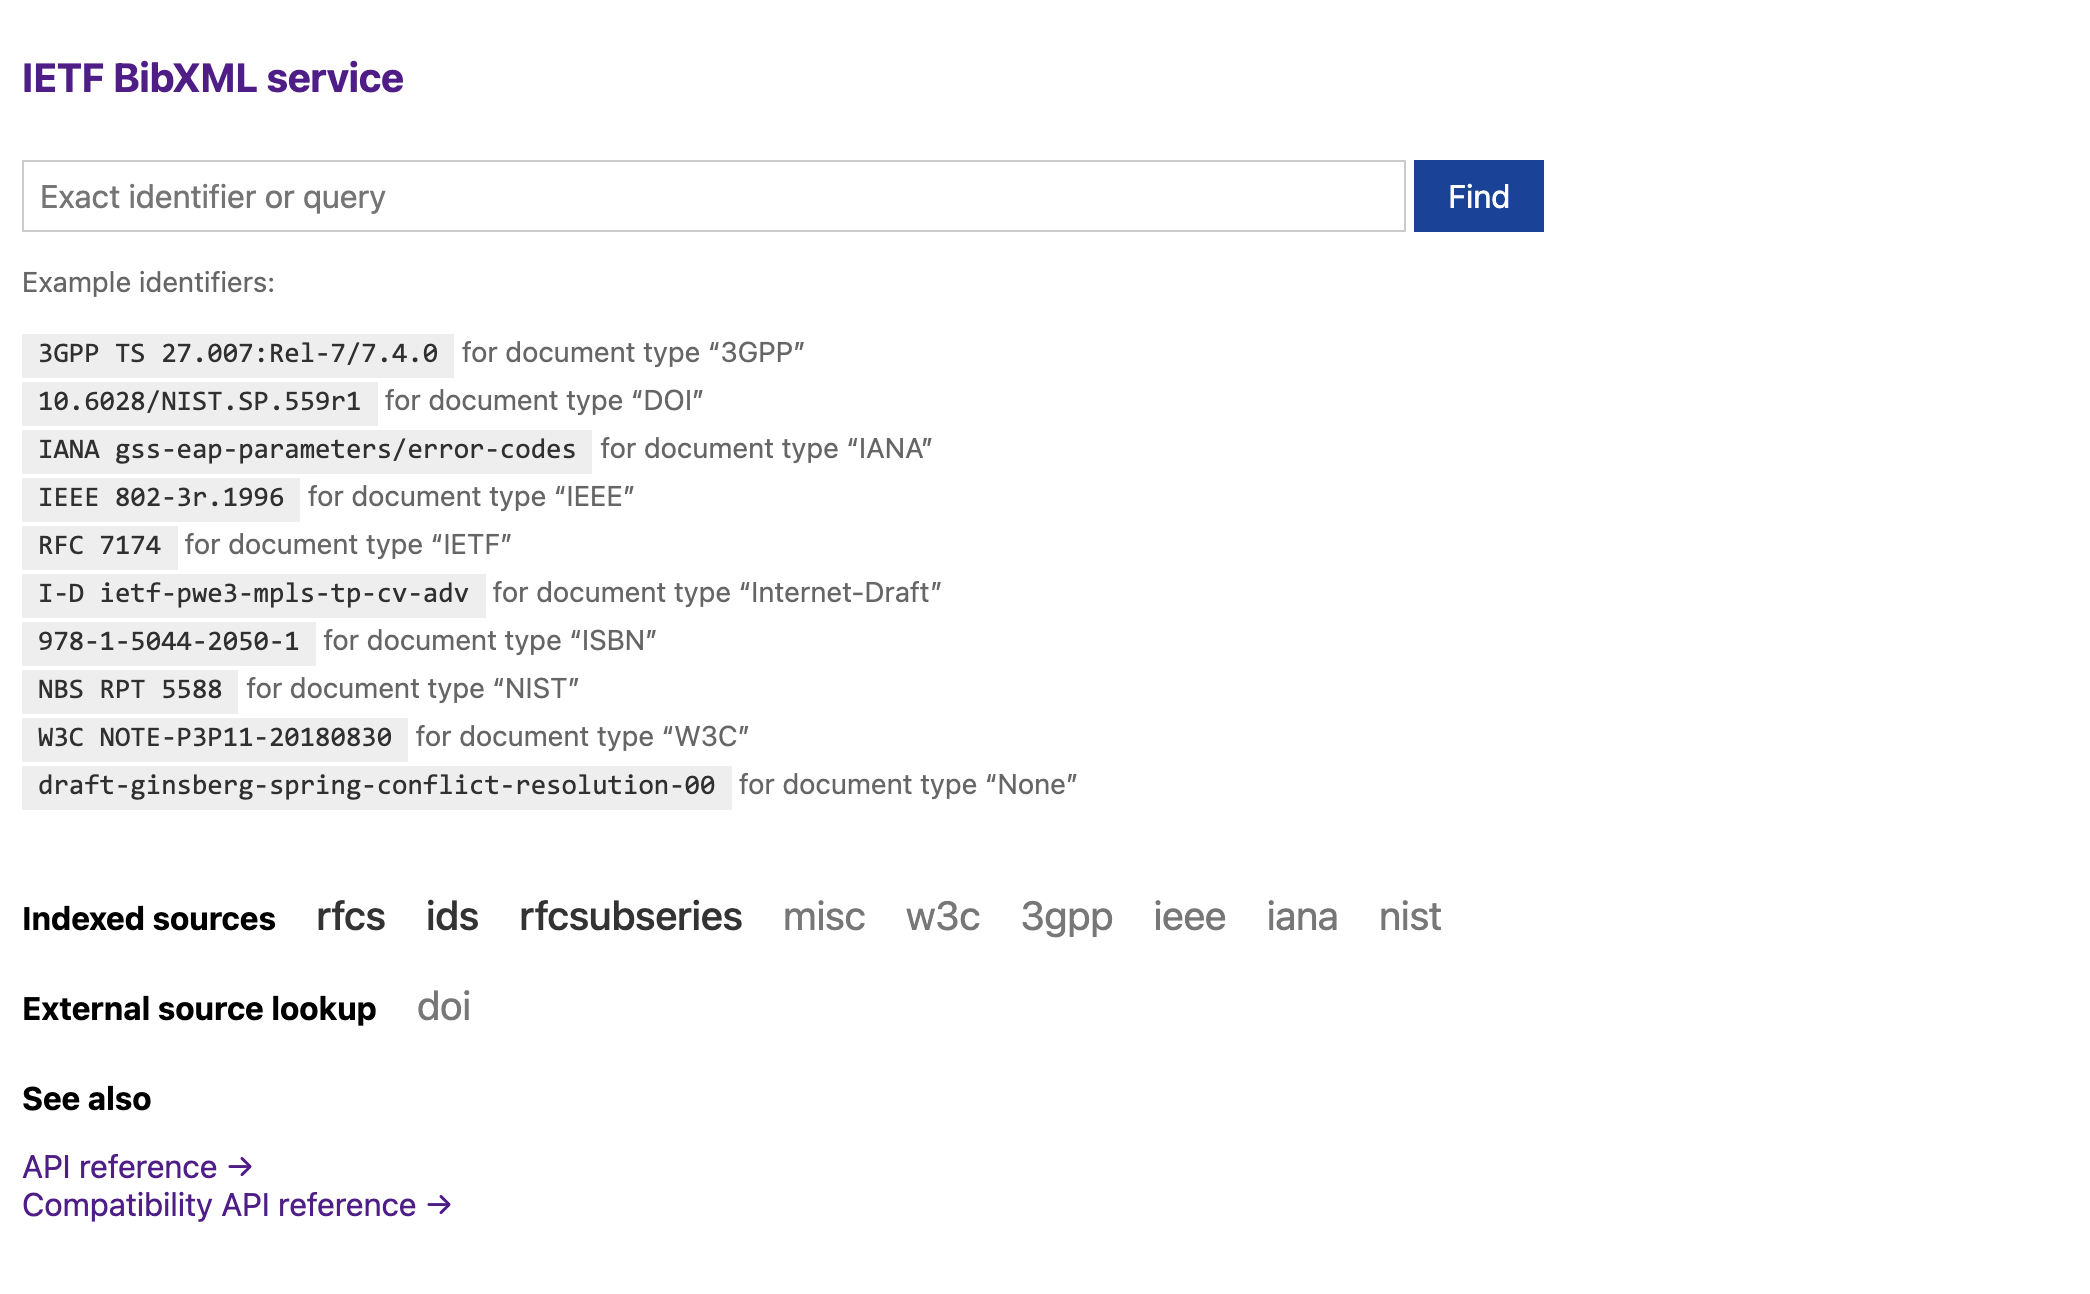 IETF BibXML service
Exact identifier or query Find
Example identifiers:
3GPP TS 27.007:Rel-7/7.4.0 for document type “3GPP”
10.6028/NIST.SP.559r1 for document type “DOI”
IANA gss-eap-parameters/error-codes for document type “IANA”
IEEE 802-3r.1996 for document type “IEEE”
RFC 7174 for document type “IETF”
I-D ietf-pwe3-mpls-tp-cv-adv for document type “Internet-Draft”
978-1-5044-2050-1 for document type “ISBN”
NBS RPT 5588 for document type “NIST”
W3C NOTE-P3P11-20180830 for document type “W3C”
draft-ginsberg-spring-conflict-resolution-00 for document type “None”
Indexed sources rfcs ids rfcsubseries misc w3c 3gpp ieee iana nist
External source lookup doi
See also
API reference →
Compatibility API reference →